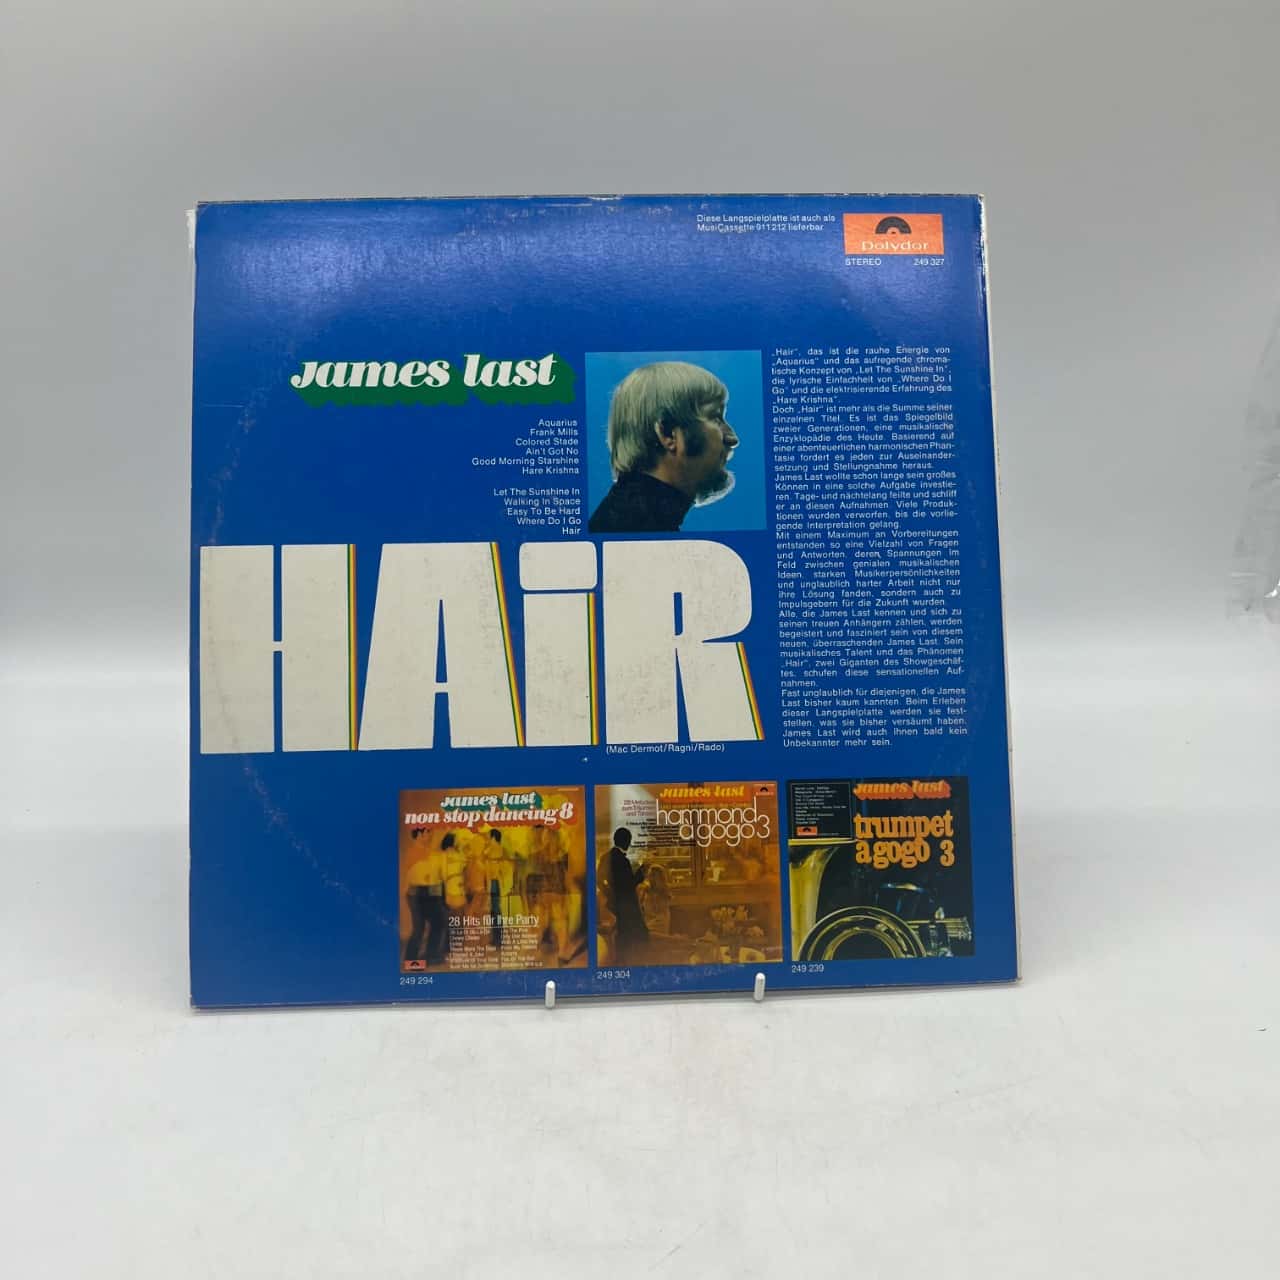 Diese Langspielplatte ist auch als
MusiCassette 911 212 lieferbar
Polydor
STEREO 249 327
James last
Aquarius
Frank Mills
Colored Stade
Ain't Got No
Good Morning Starshine
Hare Krishna
Let The Sunshine In
Walking In Space
Easy To Be Hard
Where Do I Go
Hair
„Hair“, das ist die rauhe Energie von
„Aquarius“ und das aufregende chroma-
tische Konzept von „Let The Sunshine In“,
die lyrische Einfachheit von „Where Do I
Go“ und die elektrisierende Erfahrung des
„Hare Krishna“.
Doch „Hair“ ist mehr als die Summe seiner
einzelnen Titel. Es ist das Spiegelbild
zweier Generationen, eine musikalische
Enzyklopädie des Heute. Basierend auf
einer abenteuerlichen harmonischen Phan-
tasie fordert es jeden zur Auseinander-
setzung und Stellungnahme heraus.
James Last wollte schon lange sein großes
Können in eine solche Aufgabe investie-
ren. Tage- und nächtelang feilte und schliff
er an diesen Aufnahmen. Viele Produk-
tionen wurden verworfen, bis die vorlie-
gende Interpretation gelang.
Mit einem Maximum an Vorbereitungen
entstanden so eine Vielzahl von Fragen
und Antworten, deren Spannungen im
Feld zwischen genialen musikalischen
Ideen, starken Musikerpersönlichkeiten
und unglaublich harter Arbeit nicht nur
ihre Lösung fanden, sondern auch zu
Impulsgebern für die Zukunft wurden.
Alle, die James Last kennen und sich zu
seinen treuen Anhängern zählen, werden
begeistert und fasziniert sein von diesem
neuen, überraschenden James Last. Sein
musikalisches Talent und das Phänomen
„Hair“, zwei Giganten des Showgeschäf-
tes, schufen diese sensationellen Auf-
nahmen.
Fast unglaublich für diejenigen, die James
Last bisher kaum kannten. Beim Erleben
dieser Langspielplatte werden sie fest-
stellen, was sie bisher versäumt haben.
James Last wird auch ihnen bald kein
Unbekannter mehr sein.
HAiR
(Mac Dermot/Ragni/Rado)
james last
non stop dancing 8
28 Hits für Ihre Party
249 294
james last
hammond
à gogo 3
249 304
james last
trumpet
à gogo 3
249 239